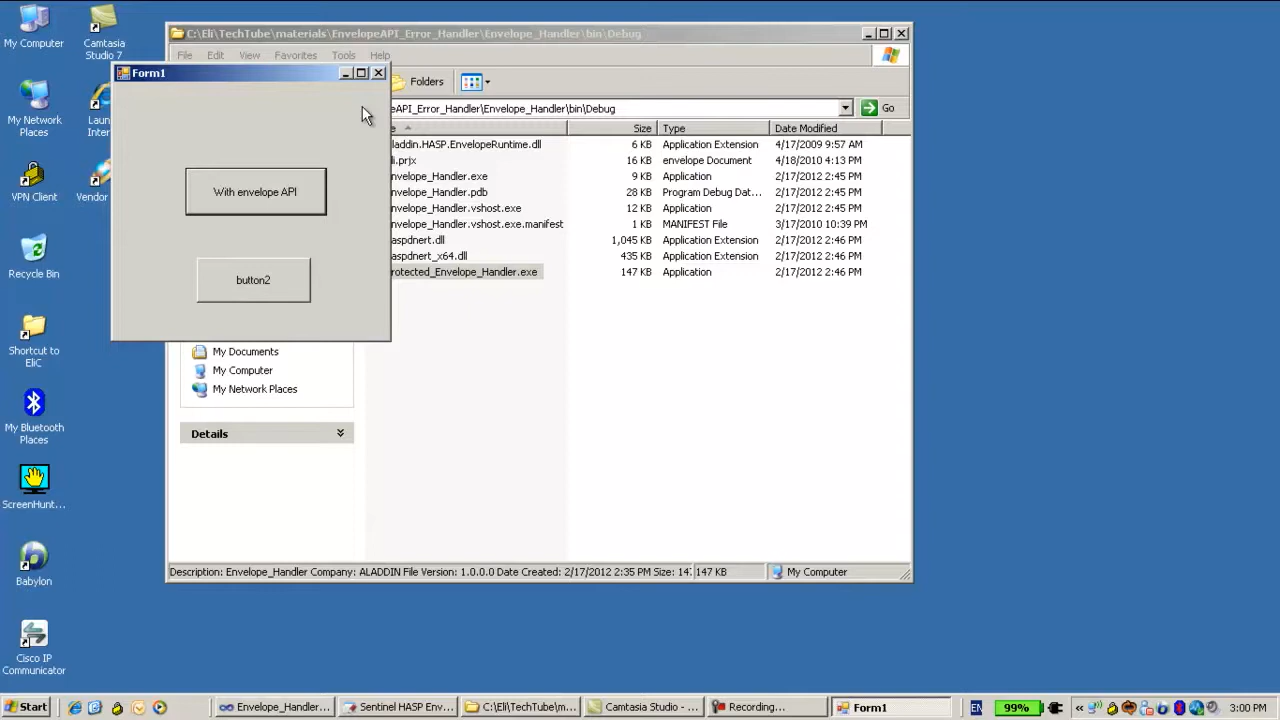 My Computer
Camtasia Studio 7
My Network Places
VPN Client
Vendor
Recycle Bin
Shortcut to EliC
My Bluetooth Places
ScreenHunt...
Babylon
Cisco IP Communicator
C:\Eli\TechTube\materials\EnvelopeAPI_Error_Handler\Envelope_Handler\bin\Debug
File Edit View Favorites Tools Help
Folders
eAPI_Error_Handler\Envelope_Handler\bin\Debug Go
Size Type Date Modified
laddin.HASP.EnvelopeRuntime.dll 6 KB Application Extension 4/17/2009 9:57 AM
li.prjx 16 KB envelope Document 4/18/2010 4:13 PM
nvelope_Handler.exe 9 KB Application 2/17/2012 2:45 PM
nvelope_Handler.pdb 28 KB Program Debug Dat... 2/17/2012 2:45 PM
nvelope_Handler.vshost.exe 12 KB Application 2/17/2012 2:45 PM
nvelope_Handler.vshost.exe.manifest 1 KB MANIFEST File 3/17/2010 10:39 PM
aspdnert.dll 1,045 KB Application Extension 2/17/2012 2:46 PM
aspdnert_x64.dll 435 KB Application Extension 2/17/2012 2:46 PM
rotected_Envelope_Handler.exe 147 KB Application 2/17/2012 2:46 PM
Form1
With envelope API
button2
My Documents
My Computer
My Network Places
Details
Description: Envelope_Handler Company: ALADDIN File Version: 1.0.0.0 Date Created: 2/17/2012 2:35 PM Size: 147 147 KB My Computer
Start Envelope_Handler... Sentinel HASP Env... C:\Eli\TechTube\m... Camtasia Studio - ... Recording... Form1 EN 99% « 3:00 PM